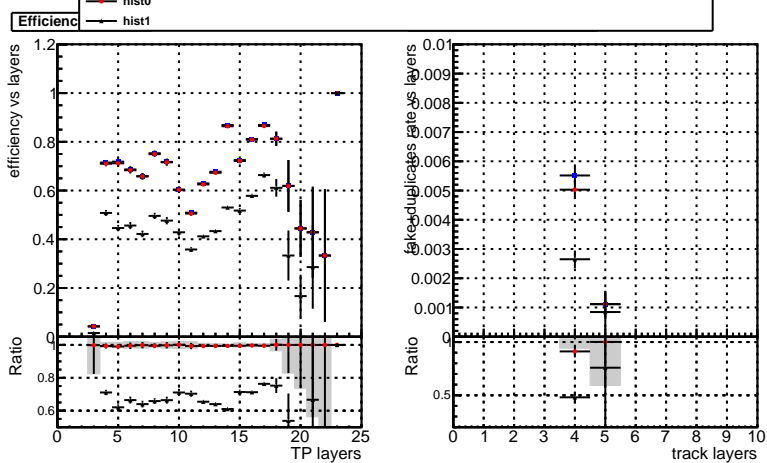 hist0
hist1
Efficienc
efficiency vs layers
1.2
1
0.8
0.6
0.4
0.2
0
Ratio
1
0.8
0.6
0 5 10 15 20 25
TP layers
fake+duplicates rate vs layers
0.01
0.009
0.008
0.007
0.006
0.005
0.004
0.003
0.002
0.001
0
Ratio
0.5
0 1 2 3 4 5 6 7 8 9 10
track layers